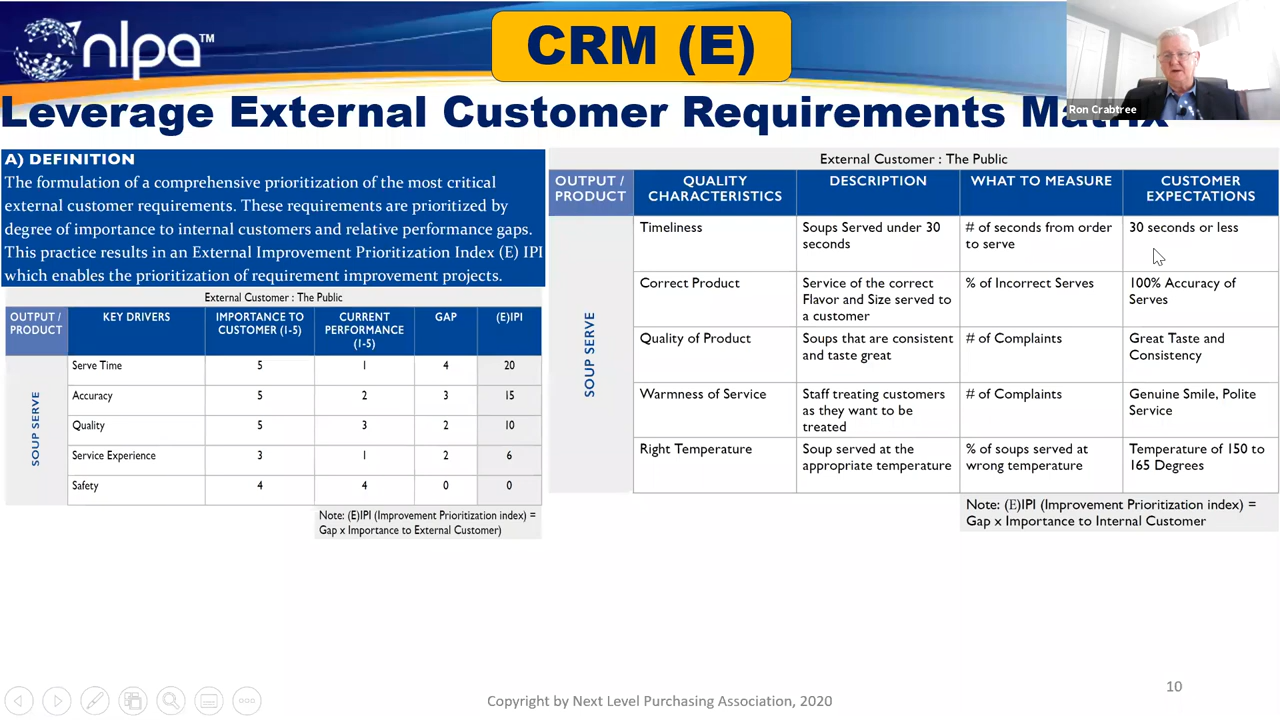 nlpa™
CRM (E)
Ron Crabtree
Leverage External Customer Requirements Matrix
A) DEFINITION
The formulation of a comprehensive prioritization of the most critical
external customer requirements. These requirements are prioritized by
degree of importance to internal customers and relative performance gaps.
This practice results in an External Improvement Prioritization Index (E) IPI
which enables the prioritization of requirement improvement projects.
External Customer : The Public
OUTPUT / PRODUCT KEY DRIVERS IMPORTANCE TO CUSTOMER (1-5) CURRENT PERFORMANCE (1-5) GAP (E)IPI
SOUP SERVE
Serve Time 5 1 4 20
Accuracy 5 2 3 15
Quality 5 3 2 10
Service Experience 3 1 2 6
Safety 4 4 0 0
Note: (E)IPI (Improvement Prioritization index) =
Gap x Importance to External Customer)
External Customer : The Public
OUTPUT / QUALITY DESCRIPTION WHAT TO MEASURE CUSTOMER
PRODUCT CHARACTERISTICS EXPECTATIONS
SOUP SERVE
Timeliness Soups Served under 30 # of seconds from order 30 seconds or less
seconds to serve
Correct Product Service of the correct % of Incorrect Serves 100% Accuracy of
Flavor and Size served to Serves
a customer
Quality of Product Soups that are consistent # of Complaints Great Taste and
and taste great Consistency
Warmness of Service Staff treating customers # of Complaints Genuine Smile, Polite
as they want to be Service
treated
Right Temperature Soup served at the % of soups served at Temperature of 150 to
appropriate temperature wrong temperature 165 Degrees
Note: (E)IPI (Improvement Prioritization index) =
Gap x Importance to Internal Customer
10
Copyright by Next Level Purchasing Association, 2020